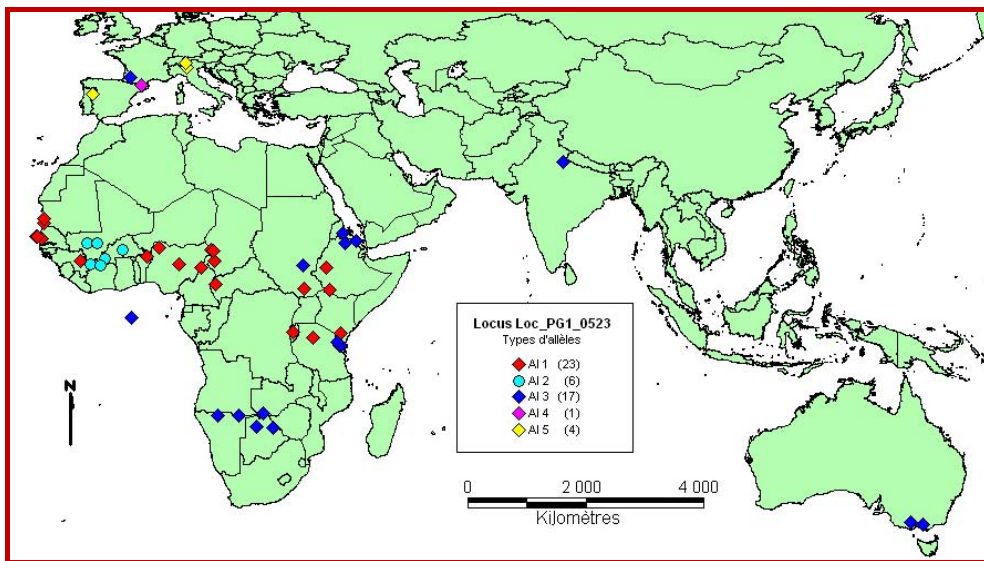 N
Locus Loc_PG1_0523
Types d'allèles
Al 1 (23)
Al 2 (6)
Al 3 (17)
Al 4 (1)
Al 5 (4)
0 2 000 4 000
Kilomètres